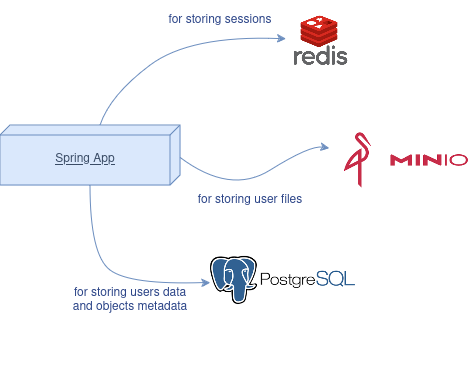 for storing sessions
redis
Spring App
MINIO
for storing user files
PostgreSQL
for storing users data
and objects metadata